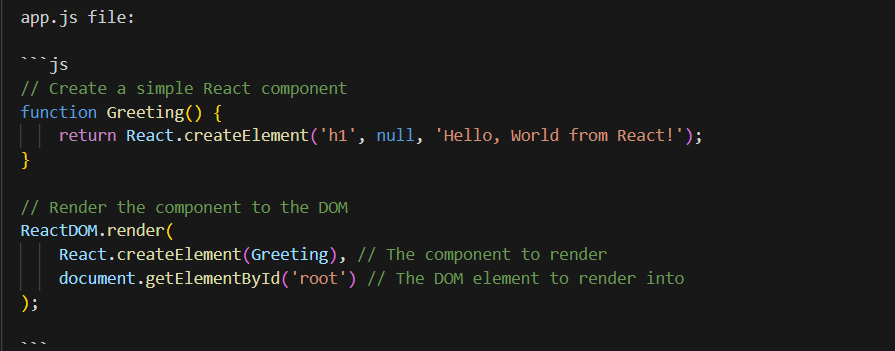 app.js file:
```js
// Create a simple React component
function Greeting() {
    return React.createElement('h1', null, 'Hello, World from React!');
}
// Render the component to the DOM
ReactDOM.render(
    React.createElement(Greeting), // The component to render
    document.getElementById('root') // The DOM element to render into
);
```